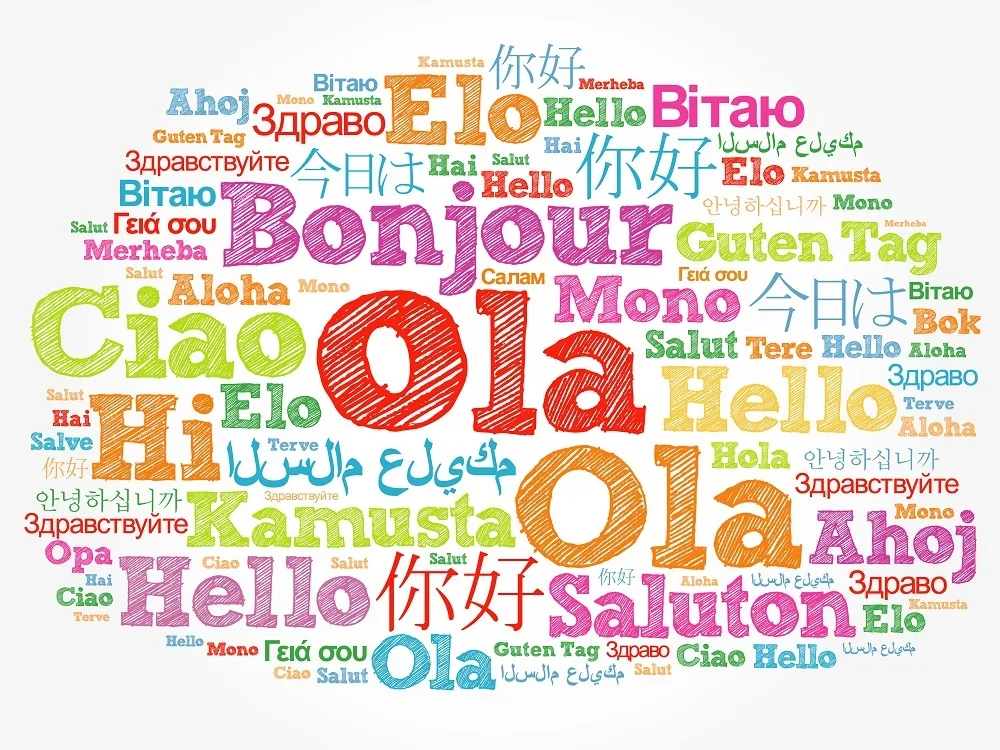 Kamusta 你好
Вітаю Merheba
Ahoj Mono Kamusta Elo Hello Вітаю
Guten Tag Здраво Hai 你好 السلام عليكم
Здравствуйте 今日は Hai Salut Elo Kamusta
Вітаю Bonjour Hello 안녕하십니까 Mono
Salut Γειά σου Guten Tag Merheba
Merheba
Salut Aloha Mono Салам Mono Γειά σου 今日は Вітаю
Ciao Ola Bok
Salut Tere Hello Aloha
Salut Elo Hello Здраво
Hai Hi Terve
Salve Terve Aloha
你好 السلام عليكم Ola Hola 안녕하십니까
안녕하십니까 Kamusta Здравствуйте Здравствуйте
Здравствуйте Mono
Opa Ciao Salut Salut Ahoj
Hai Hello 你好 你好 Aloha السلام عليكم Здраво
Ciao Saluton Kamusta
Terve Elo
Hello Mono Γειά σου Ola Guten Tag Здраво Ciao Hello السلام عليكم
Ciao Salut السلام عليكم Salut